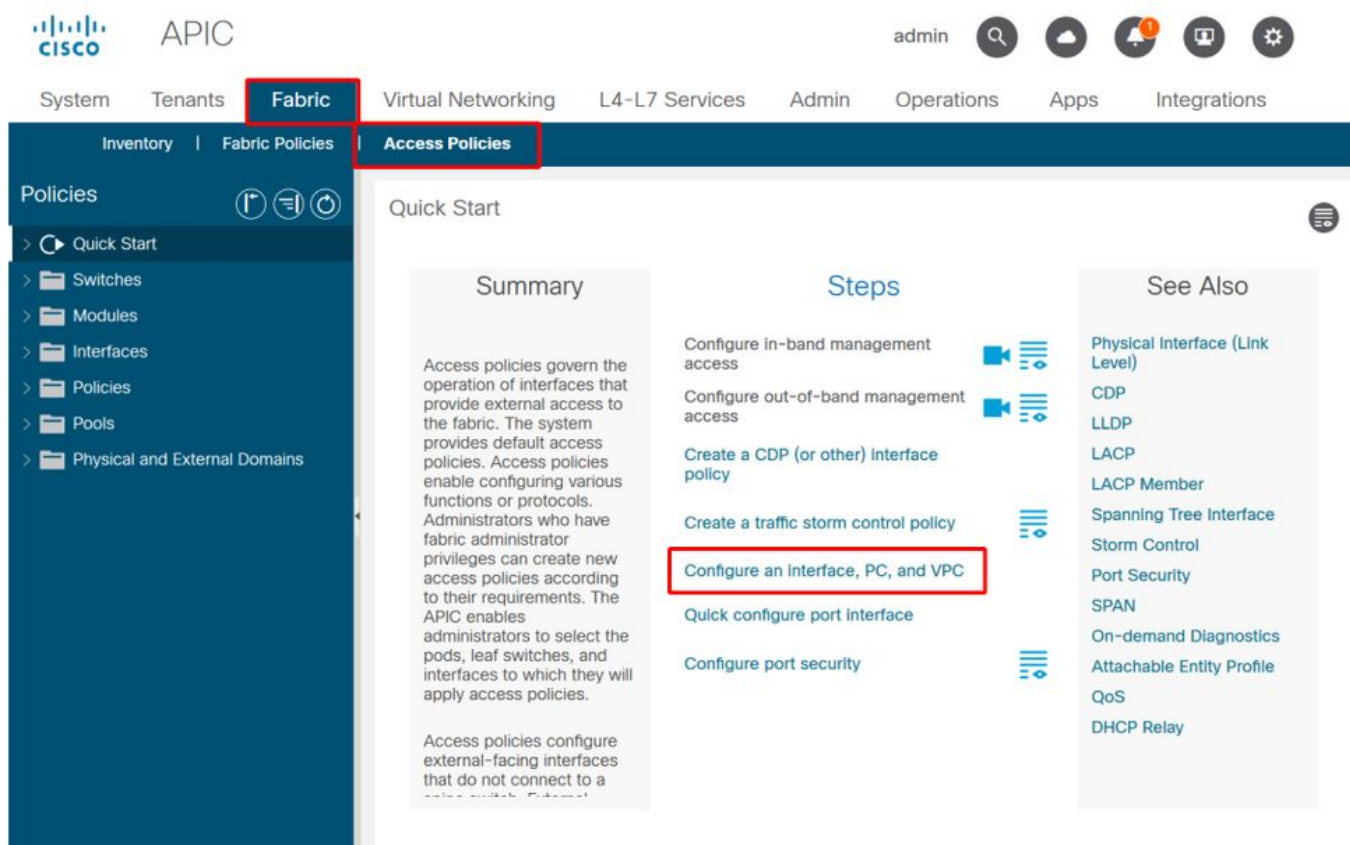 CISCO
APIC
admin
1
System Tenants Fabric Virtual Networking L4-L7 Services Admin Operations Apps Integrations
Inventory | Fabric Policies | Access Policies
Policies
Quick Start
Switches
Modules
Interfaces
Policies
Pools
Physical and External Domains
Quick Start
Summary
Access policies govern the
operation of interfaces that
provide external access to
the fabric. The system
provides default access
policies. Access policies
enable configuring various
functions or protocols.
Administrators who have
fabric administrator
privileges can create new
access policies according
to their requirements. The
APIC enables
administrators to select the
pods, leaf switches, and
interfaces to which they will
apply access policies.
Access policies configure
external-facing interfaces
that do not connect to a
Steps
Configure in-band management
access
Configure out-of-band management
access
Create a CDP (or other) interface
policy
Create a traffic storm control policy
Configure an interface, PC, and VPC
Quick configure port interface
Configure port security
See Also
Physical Interface (Link
Level)
CDP
LLDP
LACP
LACP Member
Spanning Tree Interface
Storm Control
Port Security
SPAN
On-demand Diagnostics
Attachable Entity Profile
QoS
DHCP Relay